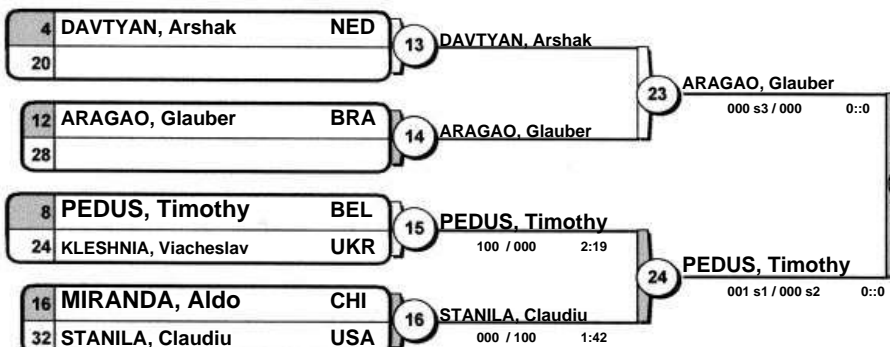 4 DAVTYAN, Arshak NED
20
13
DAVTYAN, Arshak
12 ARAGAO, Glauber BRA
28
14
ARAGAO, Glauber
23
ARAGAO, Glauber
000 s3 / 000 0::0
8 PEDUS, Timothy BEL
24 KLESHNIA, Viacheslav UKR
15
PEDUS, Timothy
100 / 000 2:19
16 MIRANDA, Aldo CHI
32 STANILA, Claudiu USA
16
STANILA, Claudiu
000 / 100 1:42
24
PEDUS, Timothy
001 s1 / 000 s2 0::0